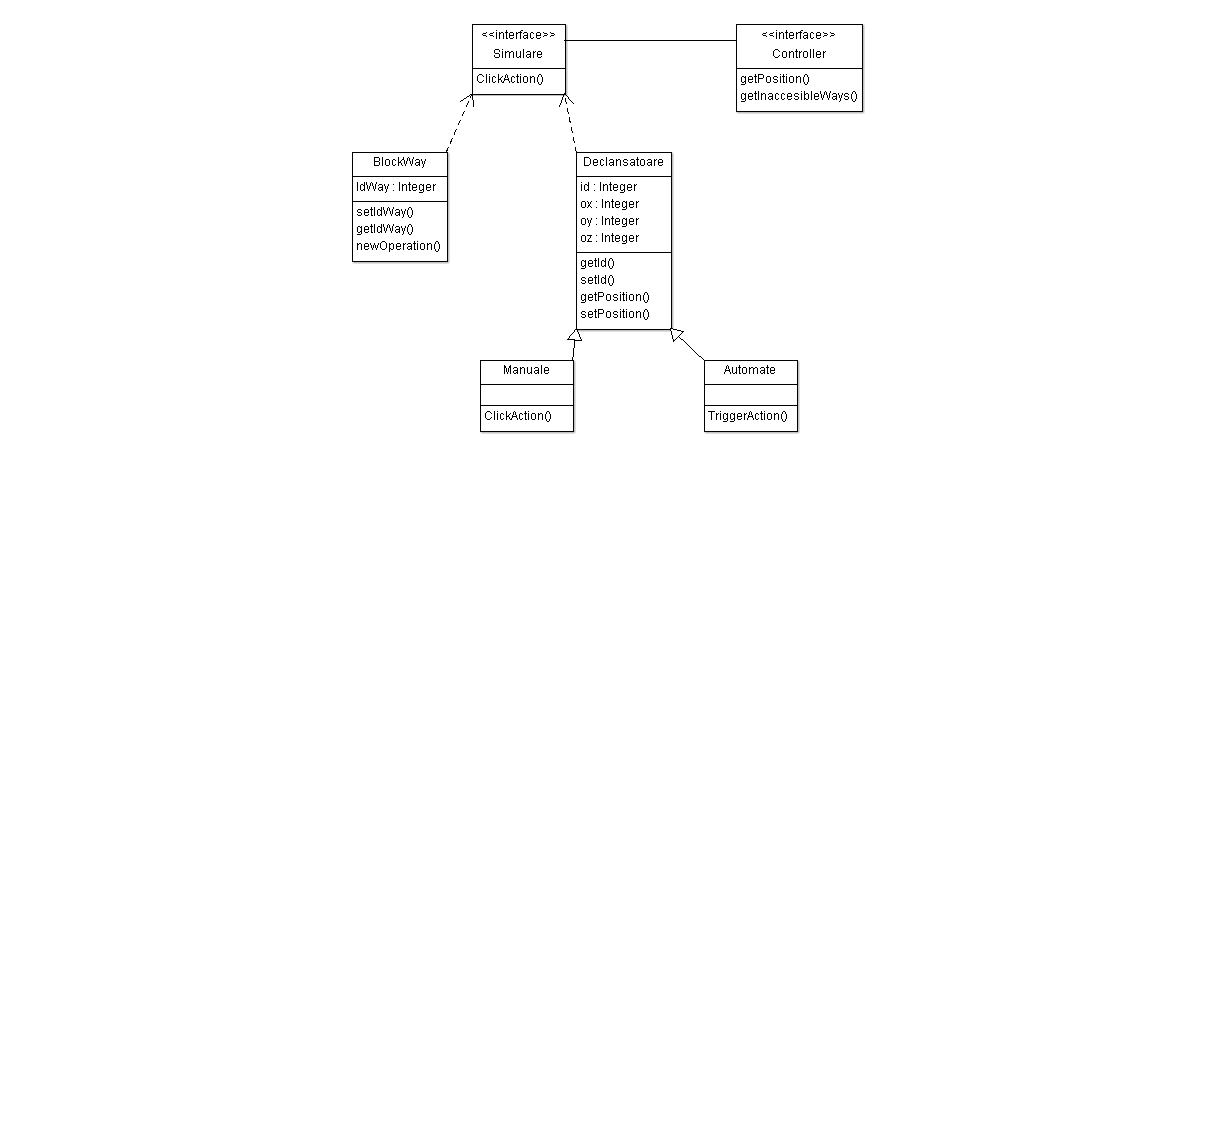 <<interface>>
Simulare
ClickAction()
<<interface>>
Controller
getPosition()
getInaccesibleWays()
BlockWay
IdWay : Integer
setIdWay()
getIdWay()
newOperation()
Declansatoare
id : Integer
ox : Integer
oy : Integer
oz : Integer
getId()
setId()
getPosition()
setPosition()
Manuale
ClickAction()
Automate
TriggerAction()